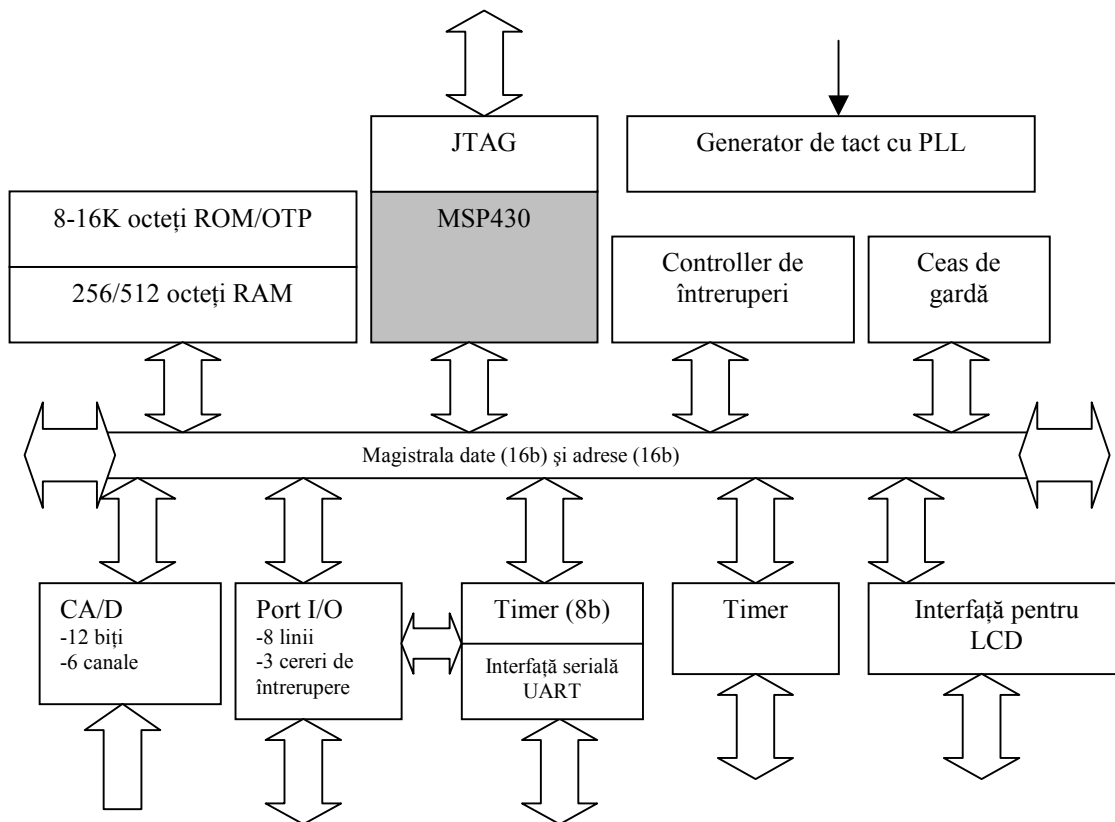 JTAG
Generator de tact cu PLL
8-16K octeți ROM/OTP
MSP430
256/512 octeți RAM
Controller de
întreruperi
Ceas de
gardă
Magistrala date (16b) şi adrese (16b)
CA/D
-12 biți
-6 canale
Port I/O
-8 linii
-3 cereri de
întrerupere
Timer (8b)
Interfață serială
UART
Timer
Interfață pentru
LCD